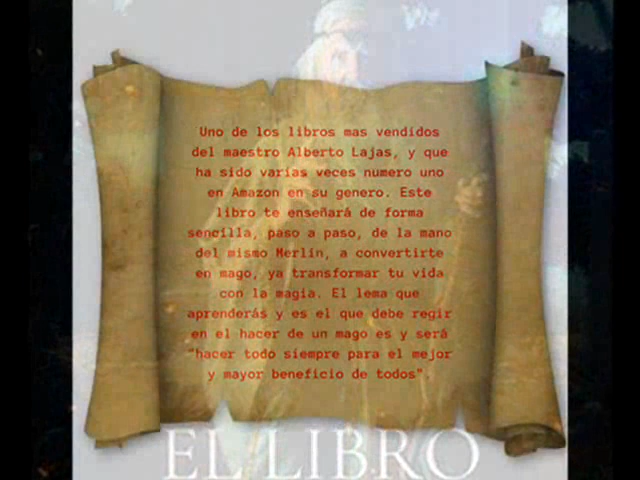 Uno de los libros mas vendidos
del maestro Alberto Lajas, y que
ha sido varias veces numero uno
en Amazon en su genero. Este
libro te enseñará de forma
sencilla, paso a paso, de la mano
del mismo Merlín, a convertirte
en mago, ya transformar tu vida
con la magia. El lema que
aprenderás y es el que debe regir
en el hacer de un mago es y será
"hacer todo siempre para el mejor
y mayor beneficio de todos".
EL LIBRO